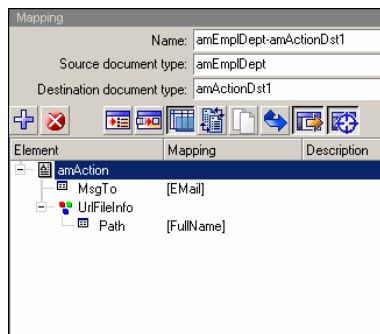 Mapping
Name: amEmplDept-amActionDst1
Source document type: amEmplDept
Destination document type: amActionDst1
Element Mapping Description
amAction
MsgTo [EMail]
UrlFileInfo
Path [FullName]